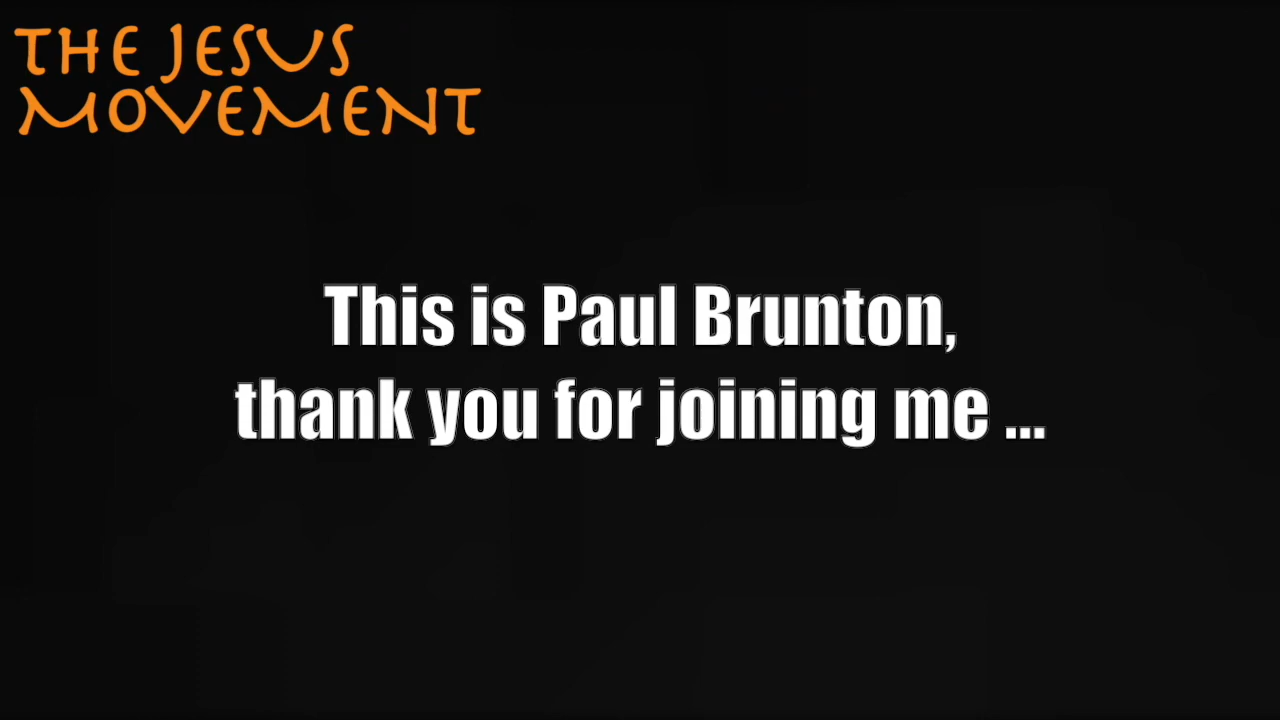 THE JESUS
MOVEMENT
This is Paul Brunton,
thank you for joining me ...